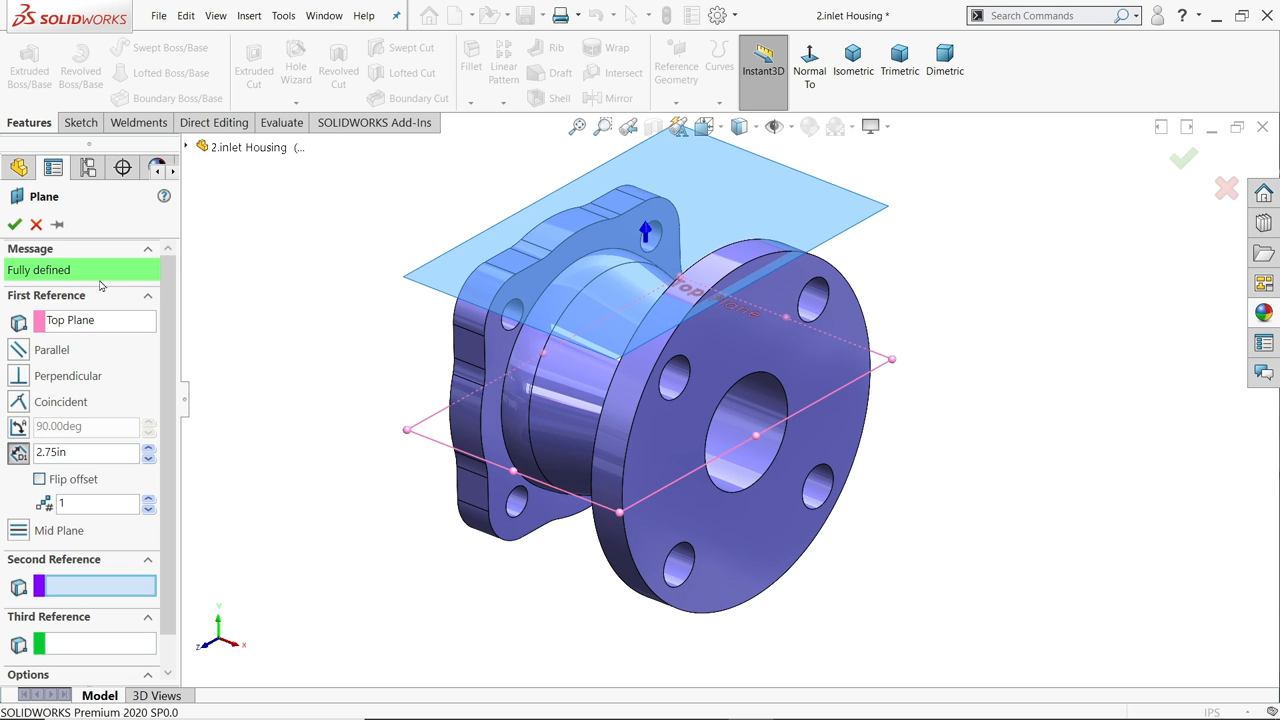 SOLIDWORKS
File Edit View Insert Tools Window Help
2.inlet Housing *
Search Commands
?
Extruded Boss/Base
Revolved Boss/Base
Swept Boss/Base
Lofted Boss/Base
Boundary Boss/Base
Extruded Cut
Hole Wizard
Revolved Cut
Swept Cut
Lofted Cut
Boundary Cut
Fillet
Linear Pattern
Rib
Draft
Shell
Wrap
Intersect
Mirror
Reference Geometry
Curves
Instant3D
Normal To
Isometric
Trimetric
Dimetric
Features Sketch Weldments Direct Editing Evaluate SOLIDWORKS Add-Ins
2.inlet Housing (...
Plane
?
Message
Fully defined
First Reference
Top Plane
Parallel
Perpendicular
Coincident
90.00deg
2.75in
Flip offset
1
Mid Plane
Second Reference
Third Reference
Options
Top Plane
Y
Z
X
Model 3D Views
SOLIDWORKS Premium 2020 SP0.0
IPS